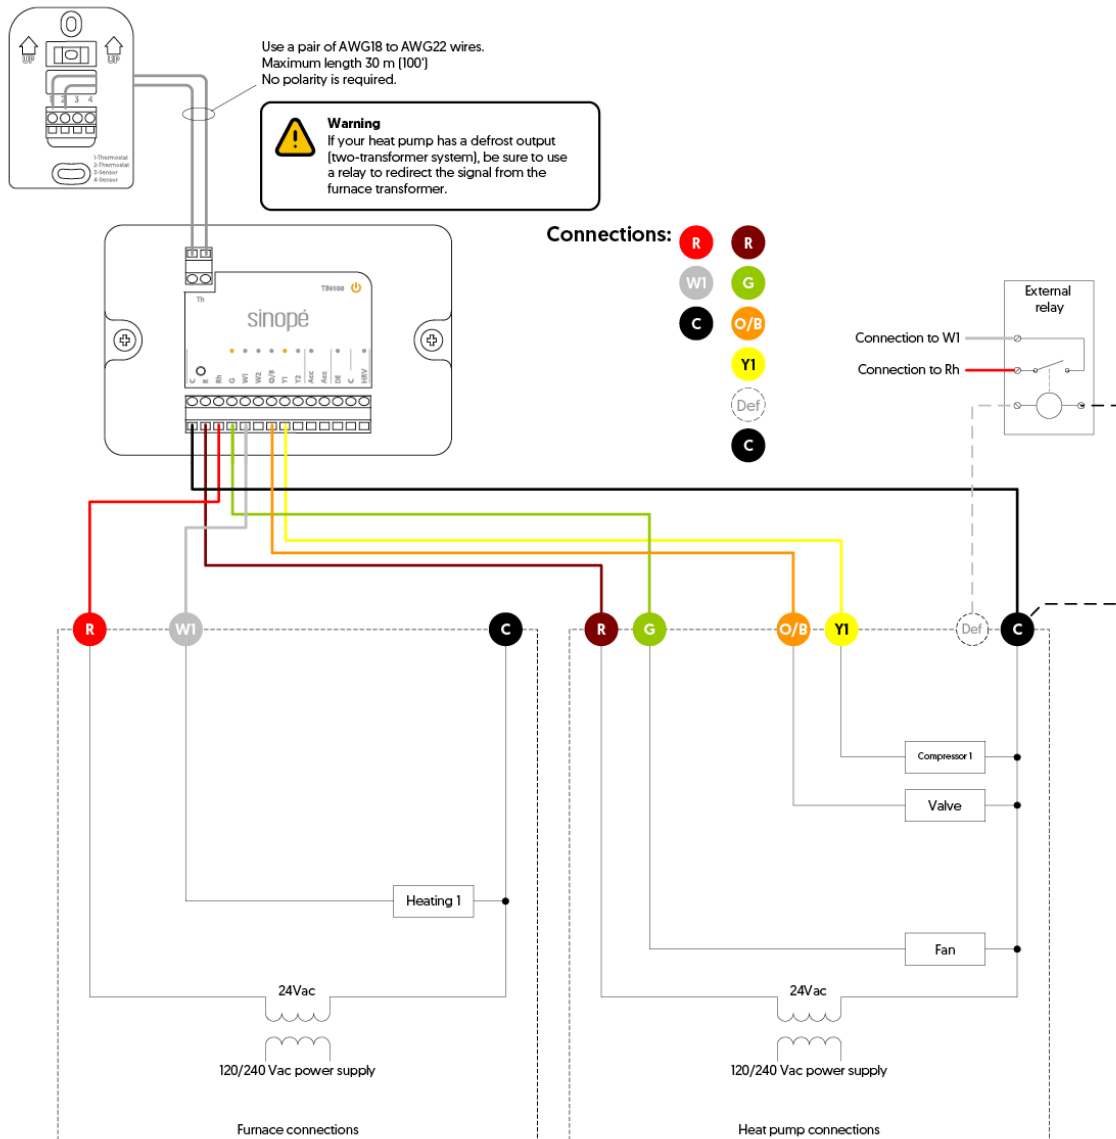 UP
UP
1 2 3 4
1-Thermostat
2-Thermostat
3-Sensor
4-Sensor
Use a pair of AWG18 to AWG22 wires.
Maximum length 30 m (100')
No polarity is required.
Warning
If your heat pump has a defrost output
(two-transformer system), be sure to use
a relay to redirect the signal from the
furnace transformer.
Connections:
R R
W1 G
C O/B
Y1
Def
C
External
relay
Connection to W1
Connection to Rh
Th
sinopé
C R Rh G W1 W2 O/B Y1 Y2 Acc Acc DE C HRV
R W1 C R G O/B Y1 Def C
Compressor 1
Valve
Heating 1
Fan
24Vac 24Vac
120/240 Vac power supply 120/240 Vac power supply
Furnace connections Heat pump connections